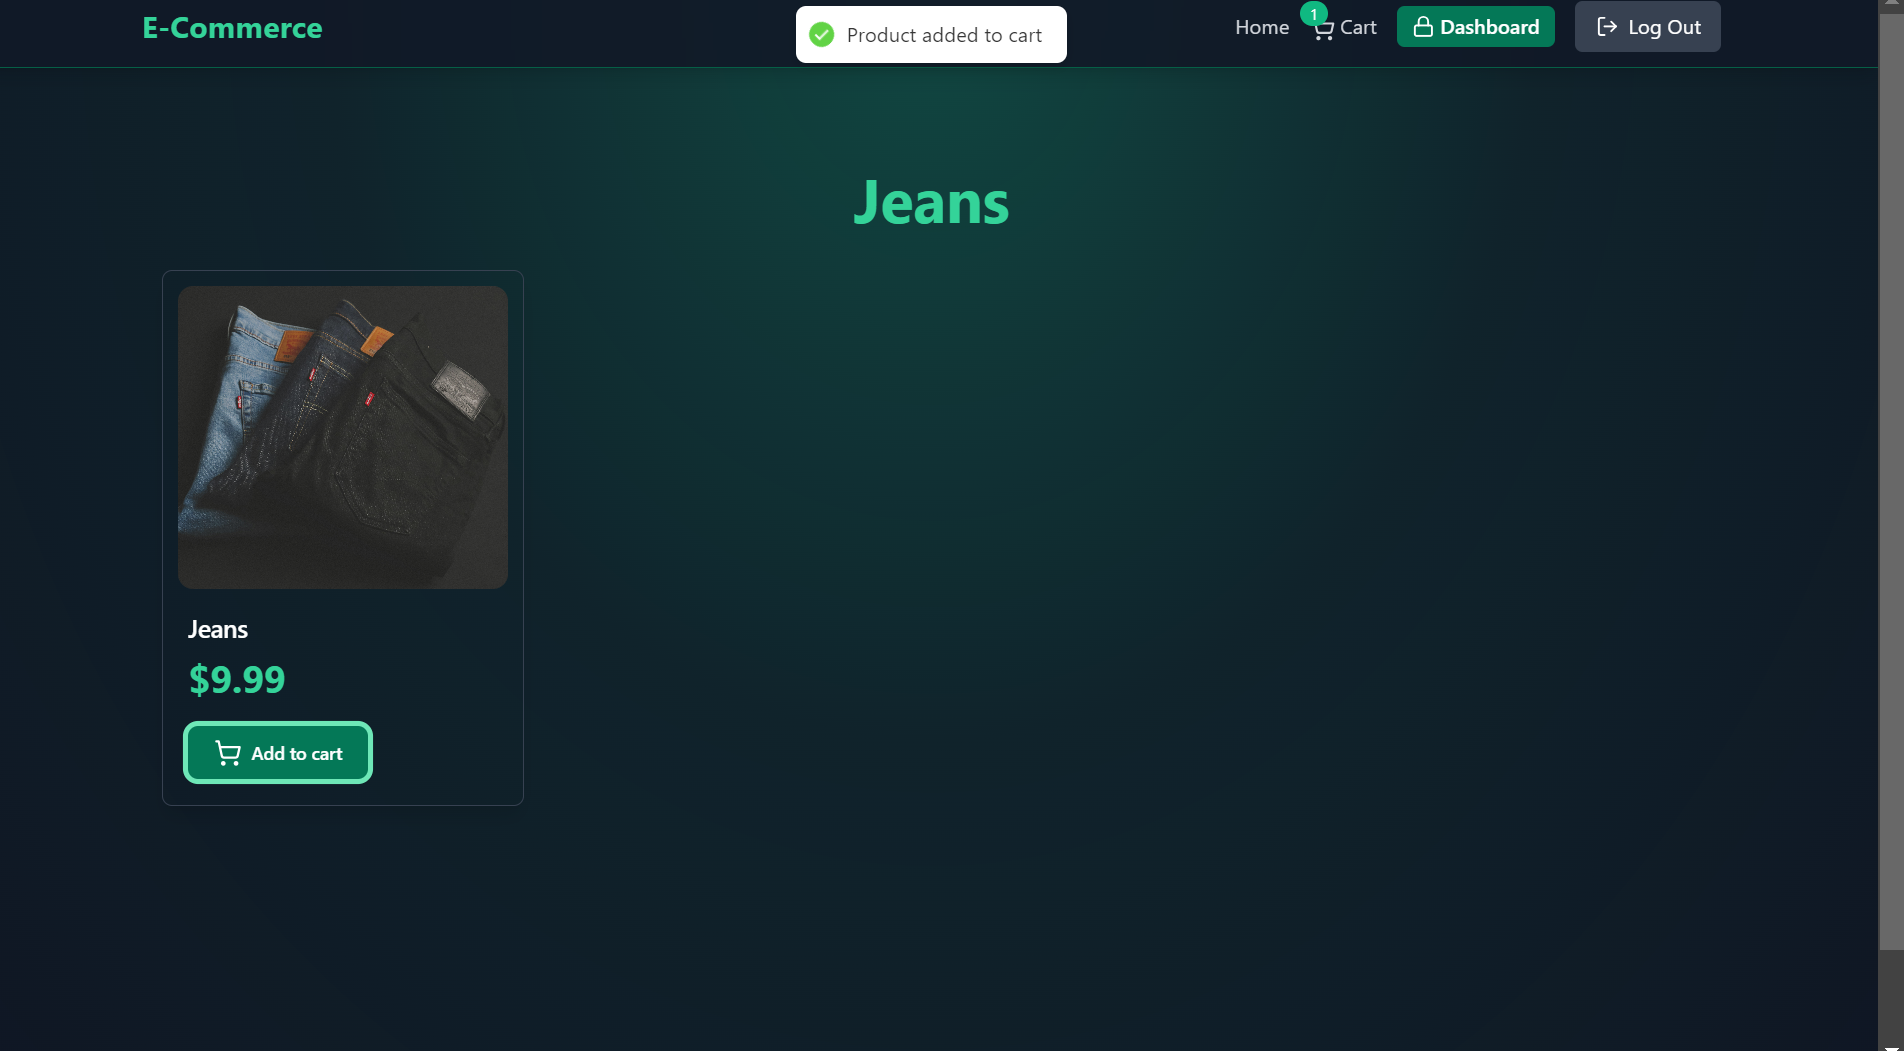 E-Commerce
Product added to cart
Home
1
Cart
Dashboard
Log Out
Jeans
Jeans
$9.99
Add to cart